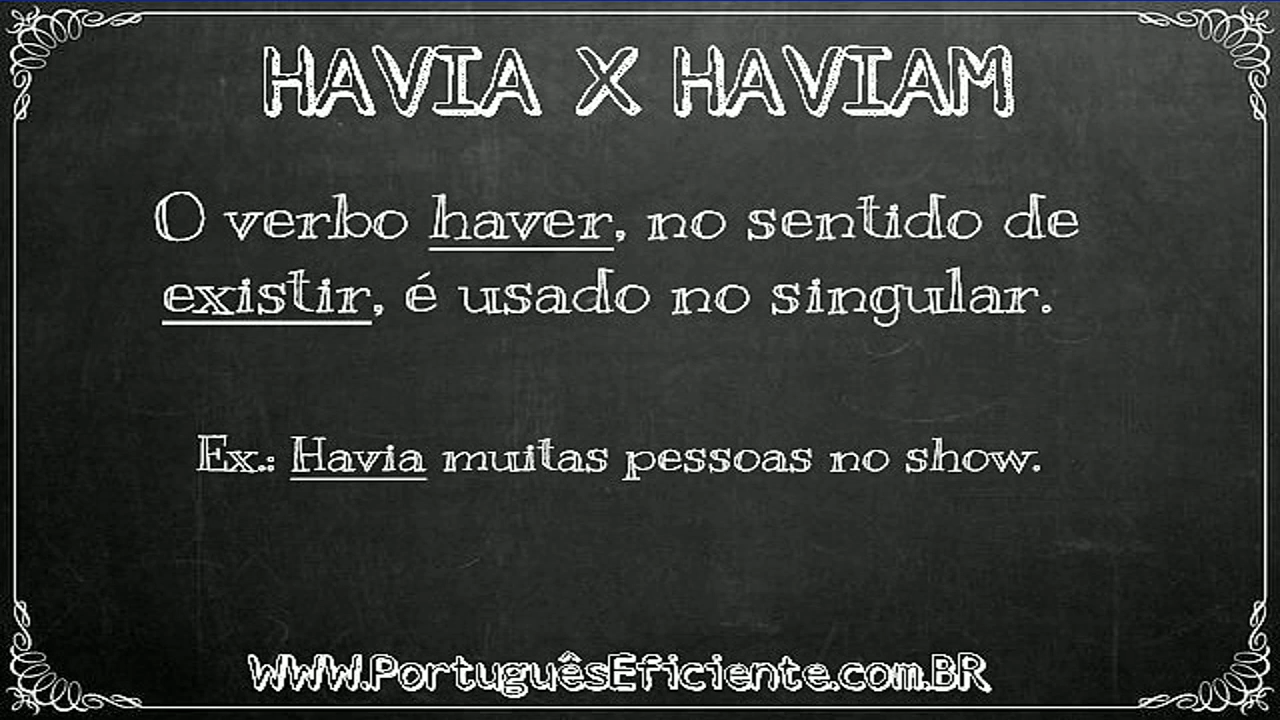 HAVIA X HAVIAM
O verbo haver, no sentido de
existir, é usado no singular.
Ex.: Havia muitas pessoas no show.
WWW.PortuguêsEficiente.com.BR